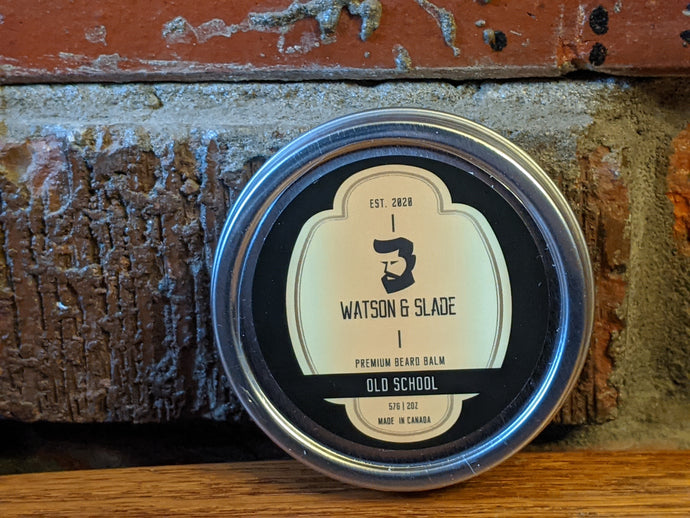 EST. 2020
WATSON & SLADE
PREMIUM BEARD BALM
OLD SCHOOL
57G | 2OZ
MADE IN CANADA